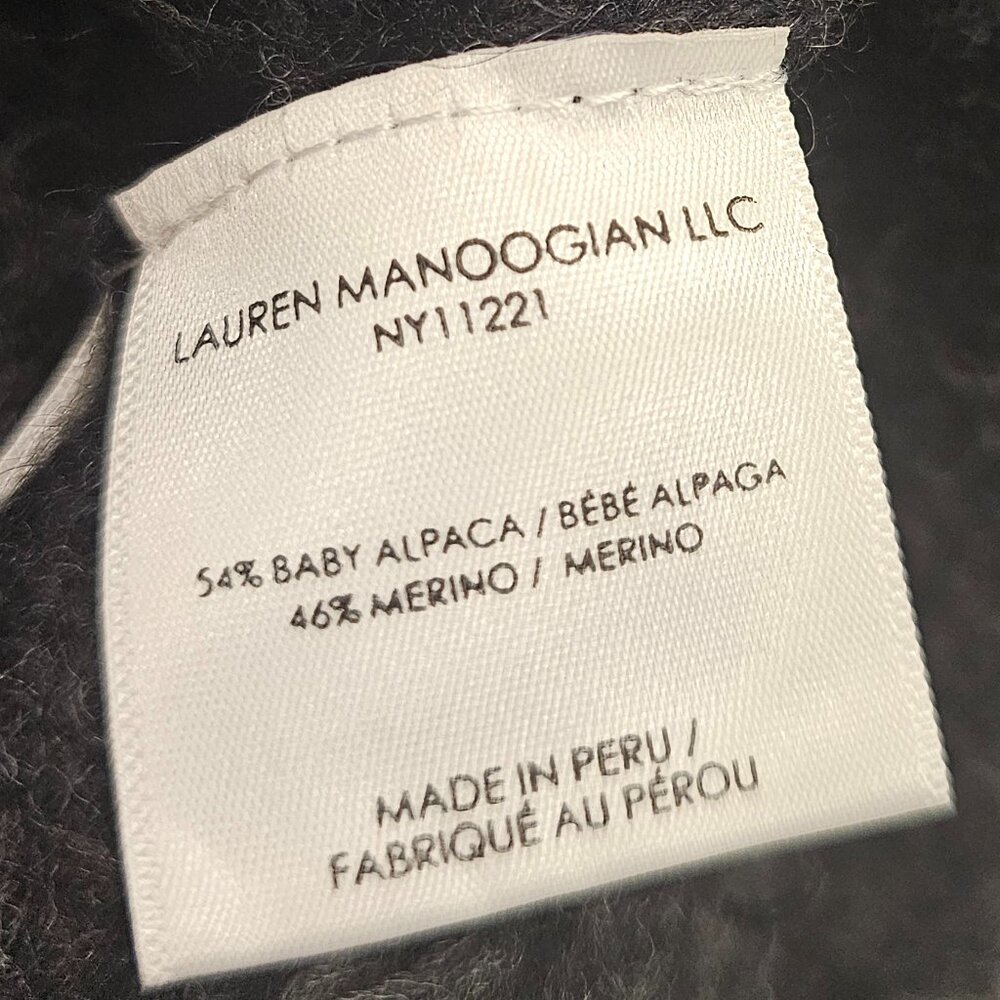 LAUREN MANOOGIAN LLC
NY11221
54% BABY ALPACA / BÉBÉ ALPAGA
46% MERINO / MERINO
MADE IN PERU /
FABRIQUÉ AU PÉROU